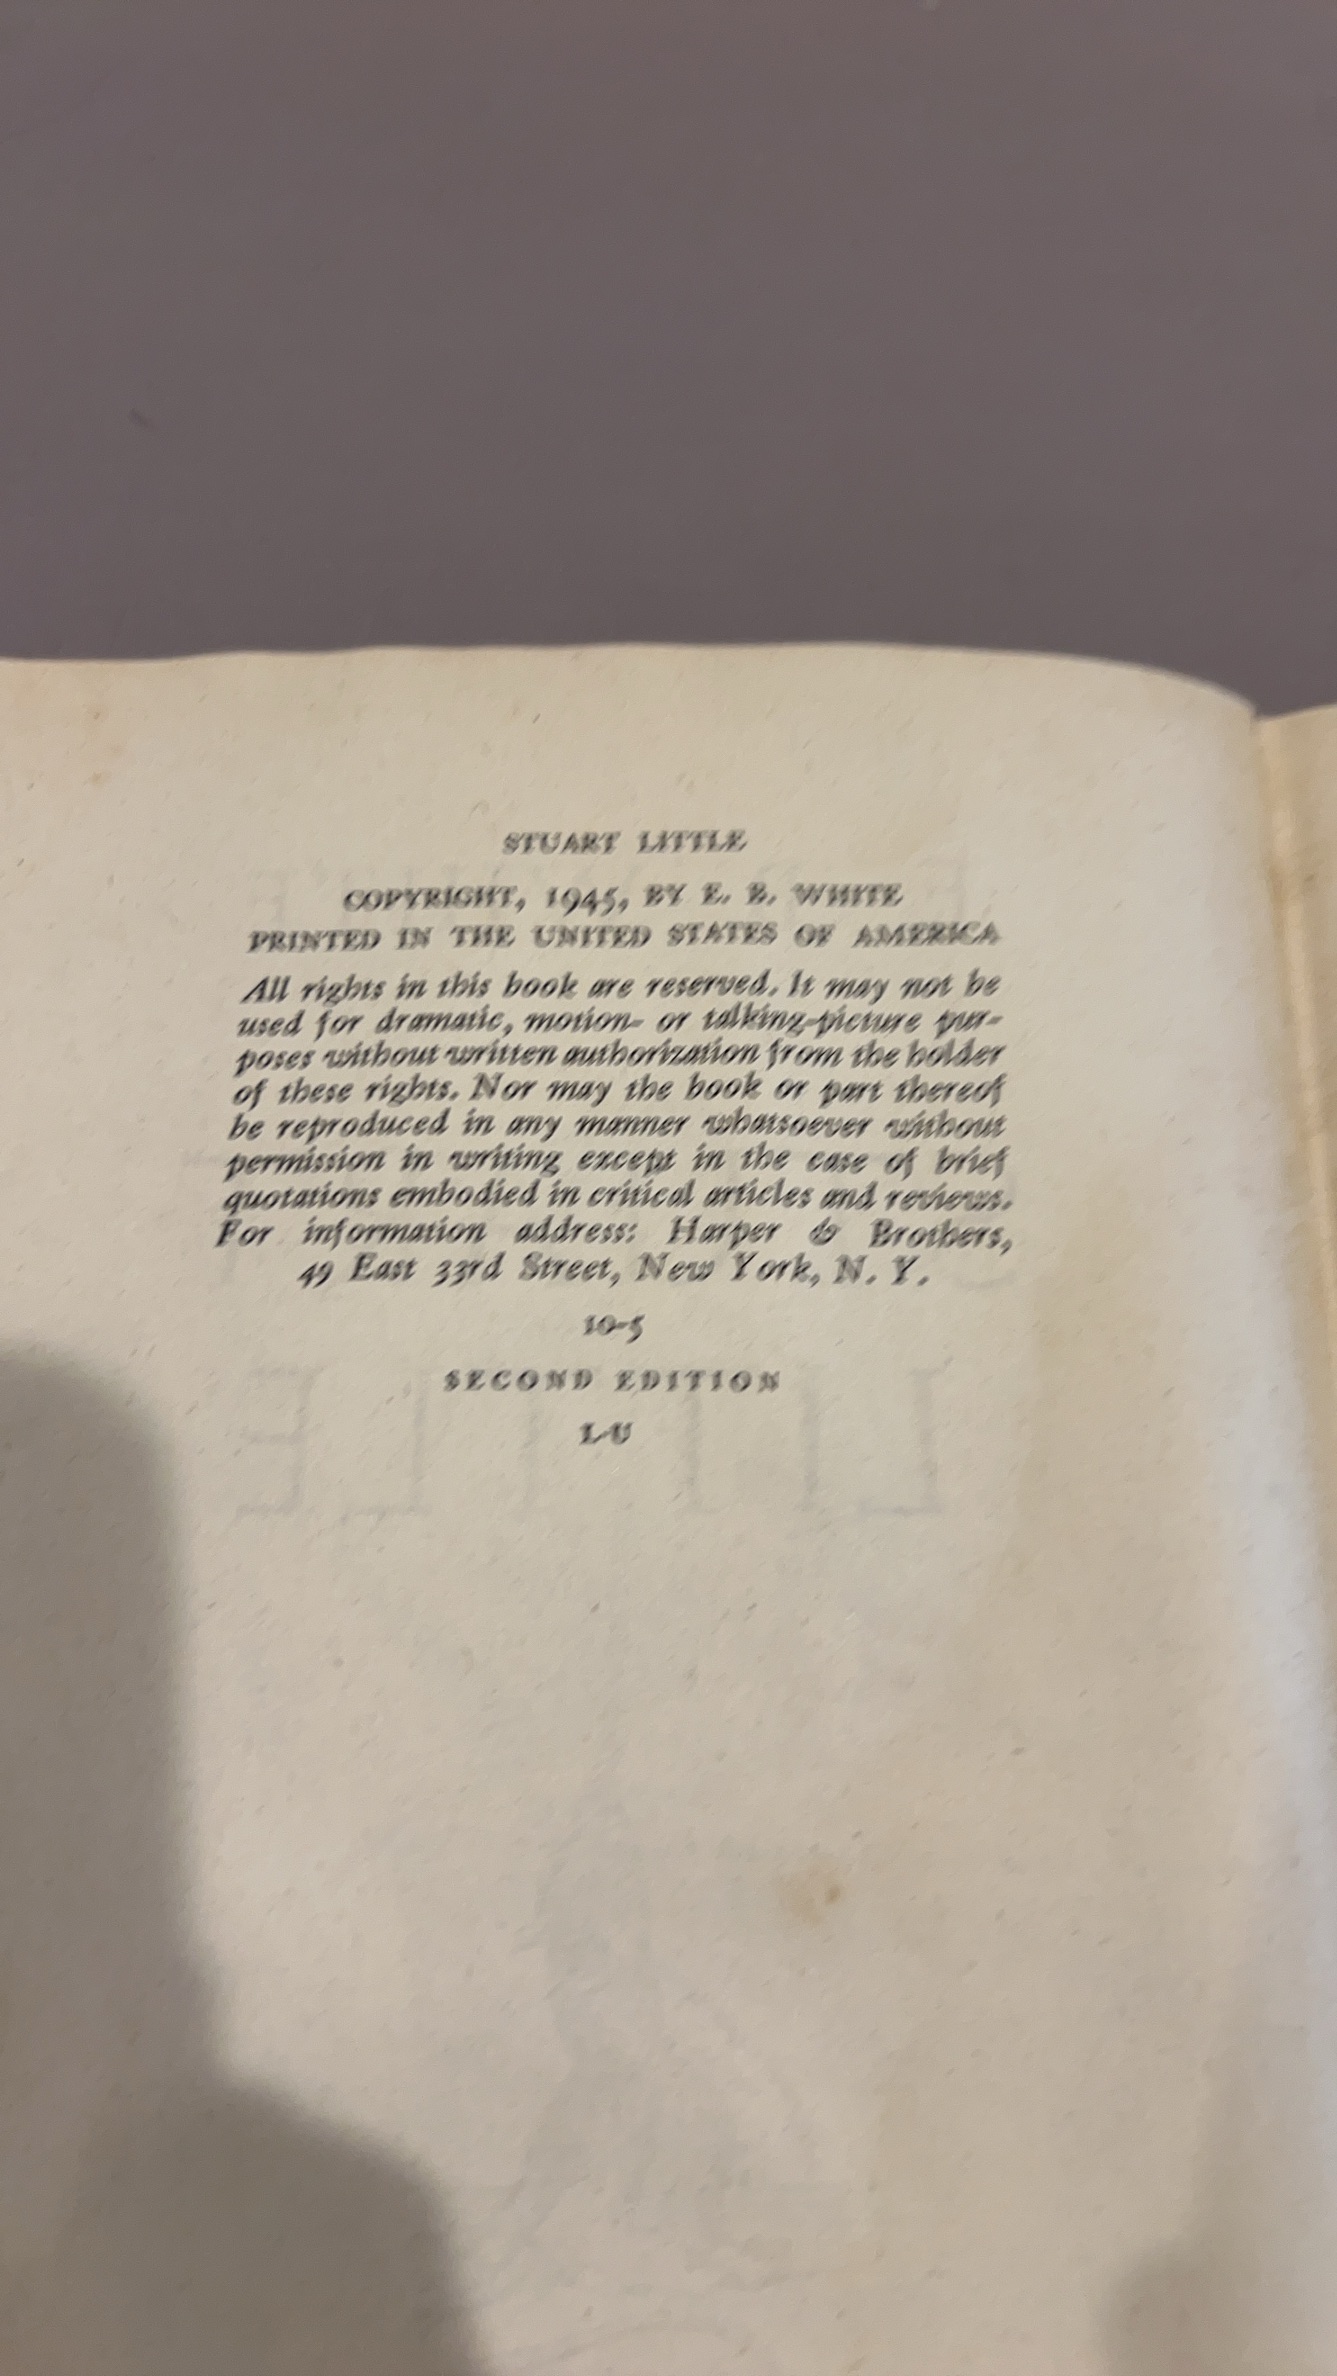 STUART LITTLE
COPYRIGHT, 1945, BY E. B. WHITE
PRINTED IN THE UNITED STATES OF AMERICA
All rights in this book are reserved. It may not be
used for dramatic, motion- or talking-picture pur-
poses without written authorization from the holder
of these rights. Nor may the book or part thereof
be reproduced in any manner whatsoever without
permission in writing except in the case of brief
quotations embodied in critical articles and reviews.
For information address: Harper & Brothers,
49 East 33rd Street, New York, N. Y.
10-5
SECOND EDITION
L-U